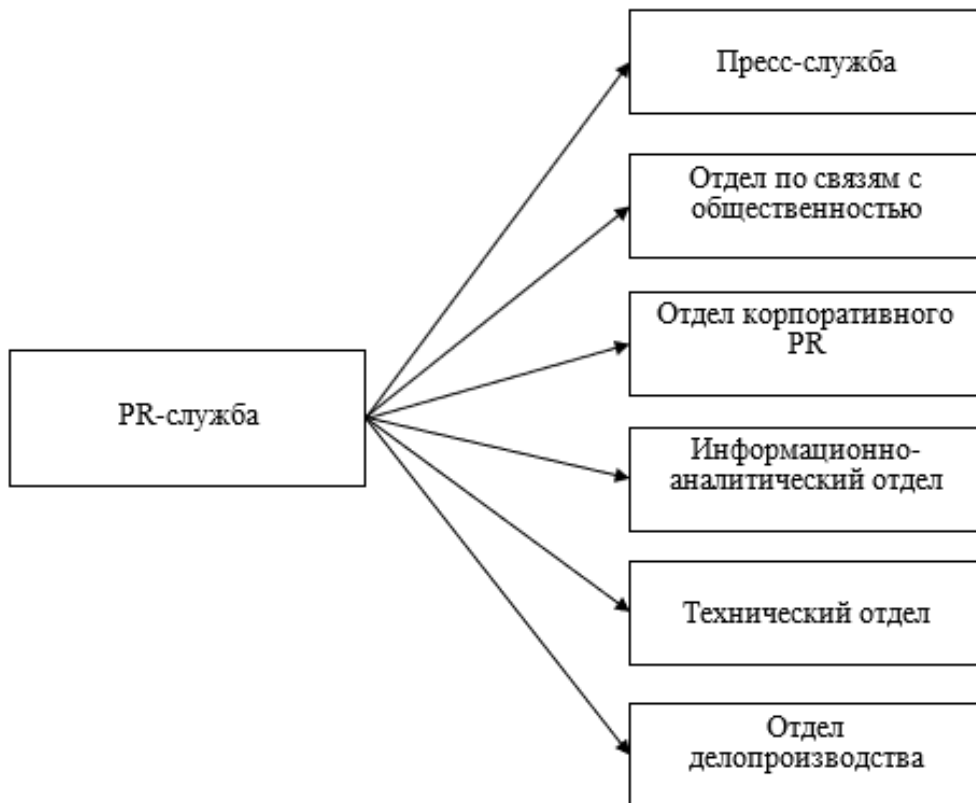 Пресс-служба
Отдел по связям с
общественностью
Отдел корпоративного
PR
PR-служба
Информационно-
аналитический отдел
Технический отдел
Отдел
делопроизводства